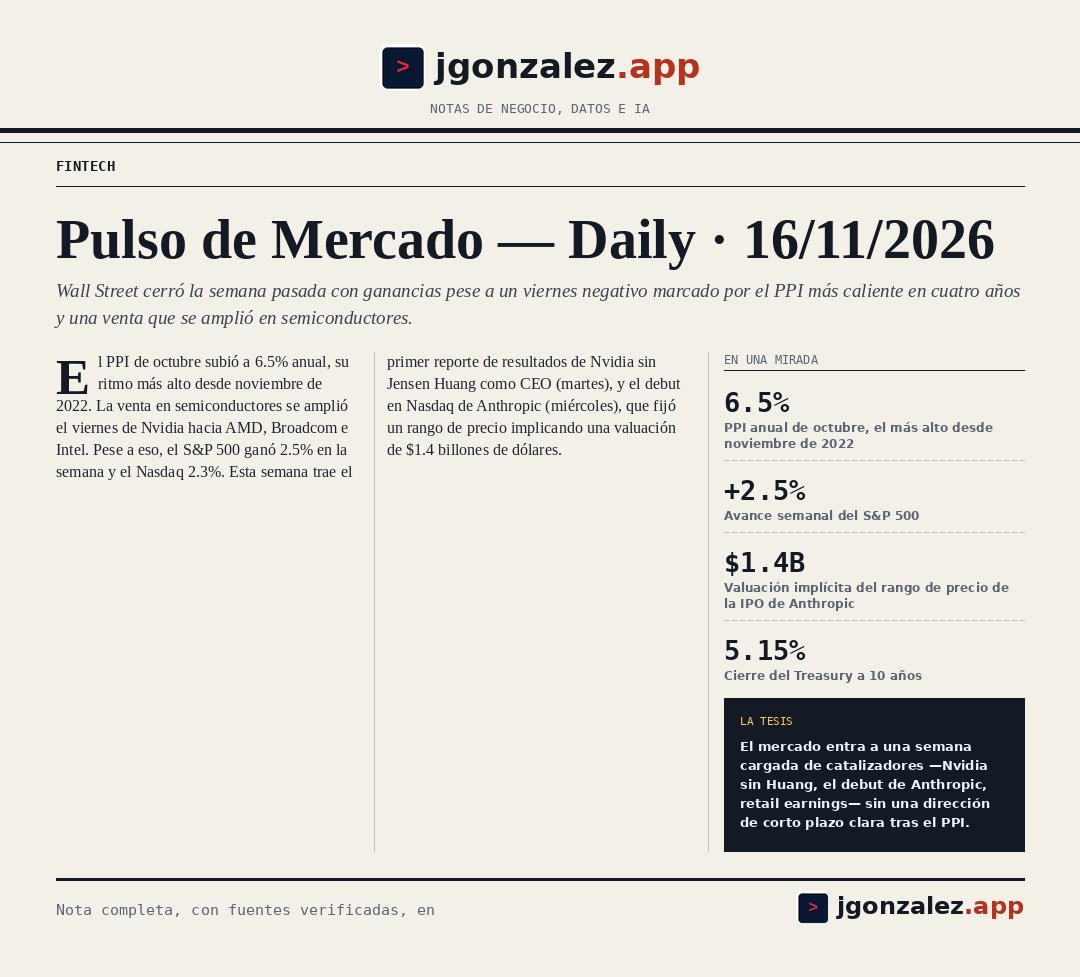 > jgonzalez.app
NOTAS DE NEGOCIO, DATOS E IA
FINTECH
Pulso de Mercado — Daily · 16/11/2026
Wall Street cerró la semana pasada con ganancias pese a un viernes negativo marcado por el PPI más caliente en cuatro años
y una venta que se amplió en semiconductores.
El PPI de octubre subió a 6.5% anual, su
ritmo más alto desde noviembre de
2022. La venta en semiconductores se amplió
el viernes de Nvidia hacia AMD, Broadcom e
Intel. Pese a eso, el S&P 500 ganó 2.5% en la
semana y el Nasdaq 2.3%. Esta semana trae el
primer reporte de resultados de Nvidia sin
Jensen Huang como CEO (martes), y el debut
en Nasdaq de Anthropic (miércoles), que fijó
un rango de precio implicando una valuación
de $1.4 billones de dólares.
EN UNA MIRADA
6.5%
PPI anual de octubre, el más alto desde
noviembre de 2022
+2.5%
Avance semanal del S&P 500
$1.4B
Valuación implícita del rango de precio de
la IPO de Anthropic
5.15%
Cierre del Treasury a 10 años
LA TESIS
El mercado entra a una semana
cargada de catalizadores —Nvidia
sin Huang, el debut de Anthropic,
retail earnings— sin una dirección
de corto plazo clara tras el PPI.
Nota completa, con fuentes verificadas, en
> jgonzalez.app